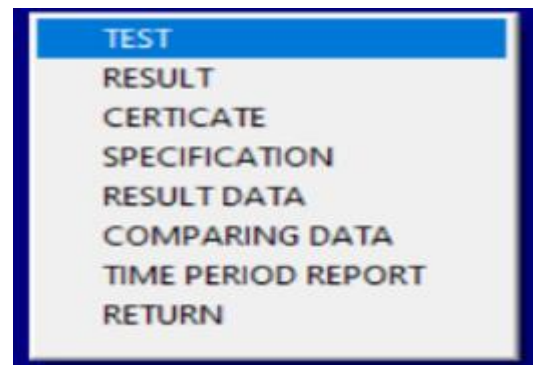 TEST
RESULT
CERTICATE
SPECIFICATION
RESULT DATA
COMPARING DATA
TIME PERIOD REPORT
RETURN